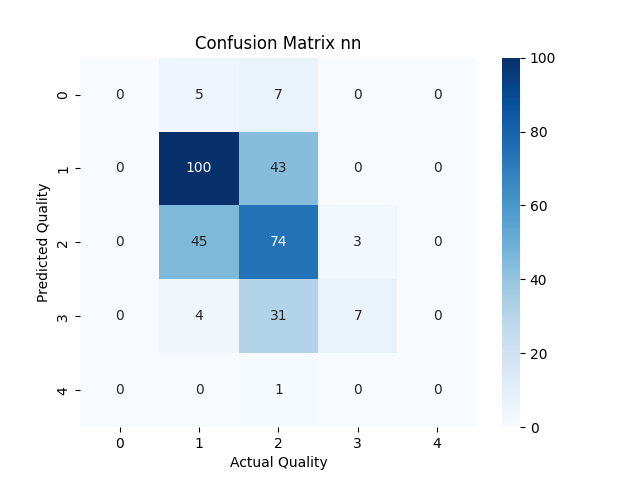 Confusion Matrix nn
Predicted Quality
0 0 5 7 0 0
1 0 100 43 0 0
2 0 45 74 3 0
3 0 4 31 7 0
4 0 0 1 0 0
0 1 2 3 4
Actual Quality
100
80
60
40
20
0